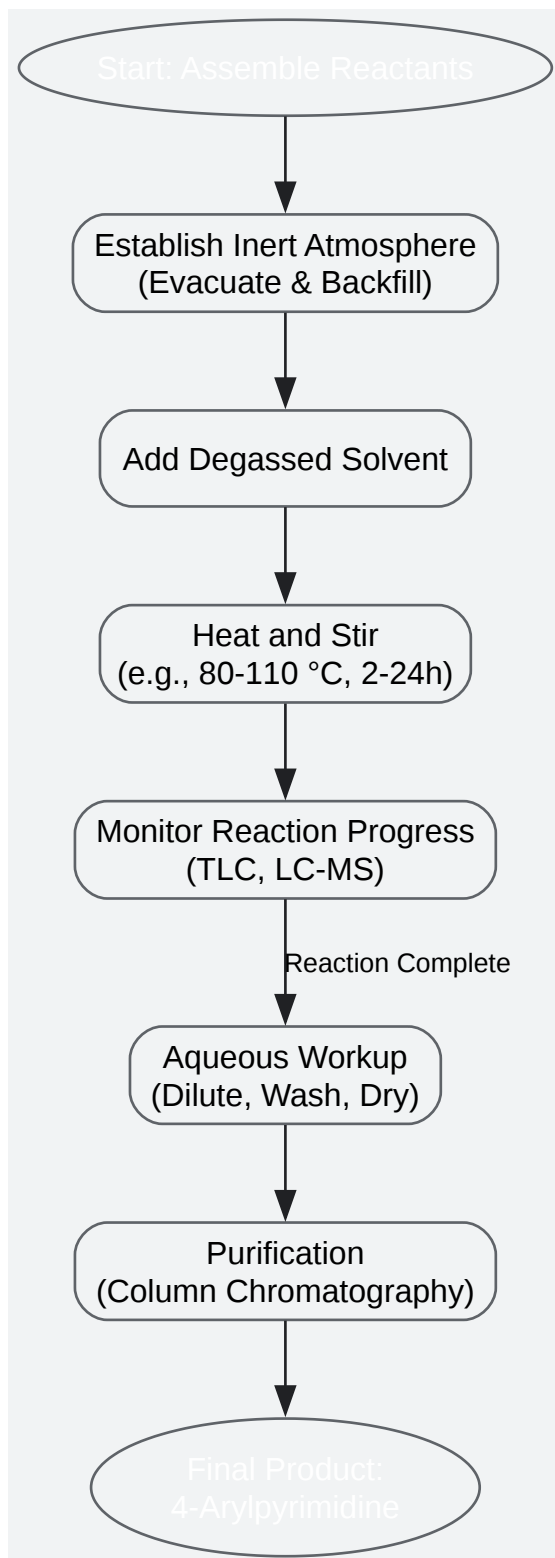 Start: Assemble Reactants
Establish Inert Atmosphere
(Evacuate & Backfill)
Add Degassed Solvent
Heat and Stir
(e.g., 80-110 °C, 2-24h)
Monitor Reaction Progress
(TLC, LC-MS)
Reaction Complete
Aqueous Workup
(Dilute, Wash, Dry)
Purification
(Column Chromatography)
Final Product:
4-Arylpyrimidine